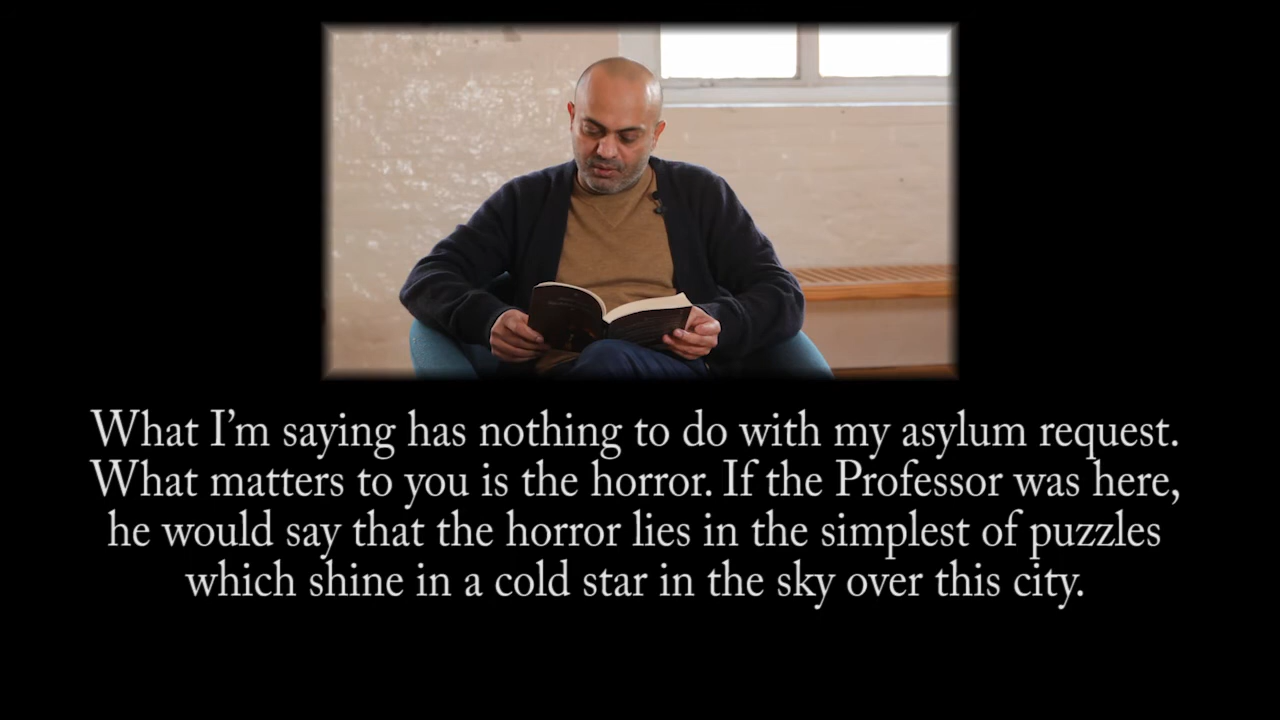 What I’m saying has nothing to do with my asylum request.
What matters to you is the horror. If the Professor was here,
he would say that the horror lies in the simplest of puzzles
which shine in a cold star in the sky over this city.